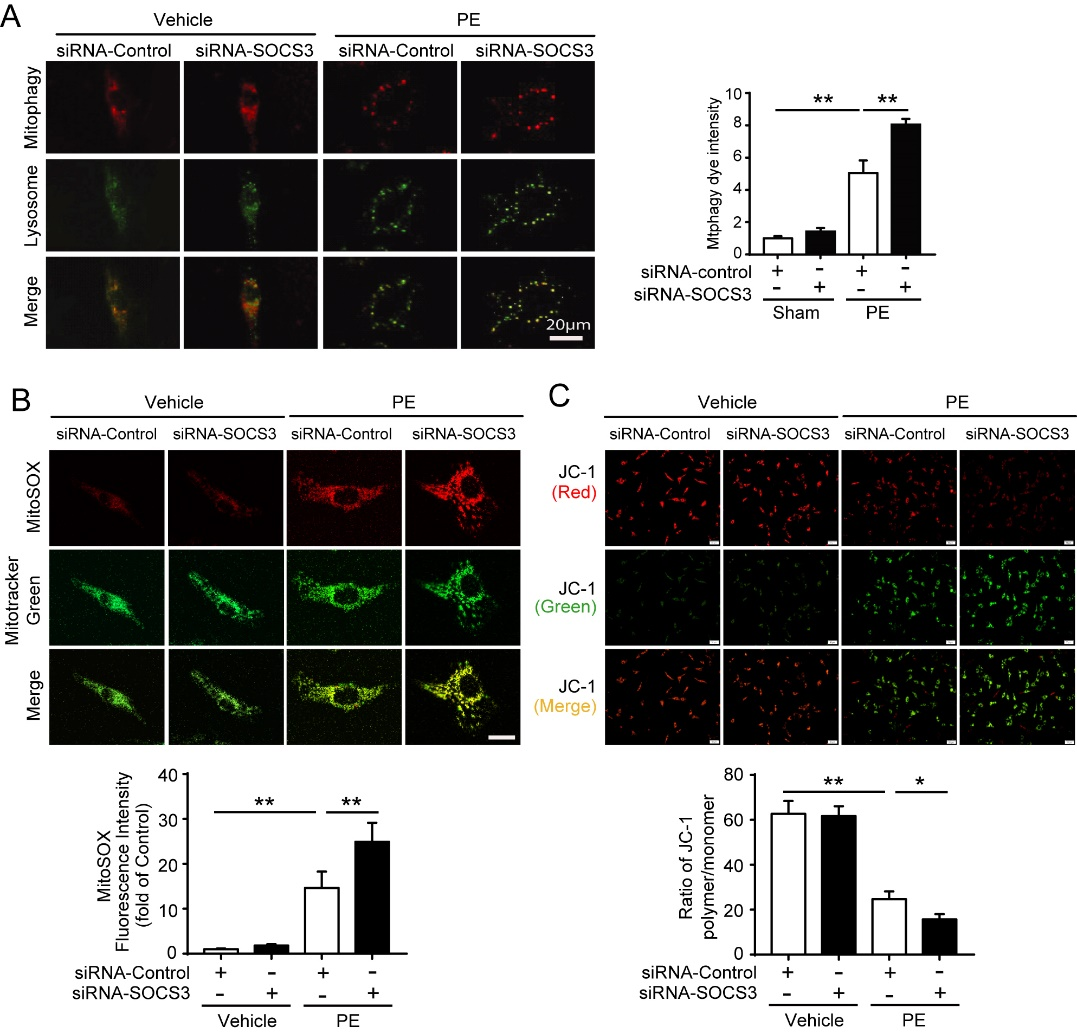 A
Vehicle PE
siRNA-Control siRNA-SOCS3 siRNA-Control siRNA-SOCS3
Mitophagy
Lysosome
Merge
20μm
Mtphagy dye intensity
10
8
6
4
2
0
** **
siRNA-control + - + -
siRNA-SOCS3 - + - +
Sham PE
B
Vehicle PE
siRNA-Control siRNA-SOCS3 siRNA-Control siRNA-SOCS3
MitoSOX
Mitotracker
Green
Merge
MitoSOX
Fluorescence Intensity
(fold of Control)
40
30
20
10
0
** **
siRNA-Control + - + -
siRNA-SOCS3 - + - +
Vehicle PE
C
Vehicle PE
siRNA-Control siRNA-SOCS3 siRNA-Control siRNA-SOCS3
JC-1
(Red)
JC-1
(Green)
JC-1
(Merge)
Ratio of JC-1
polymer/monomer
80
60
40
20
0
** *
siRNA-Control + - + -
siRNA-SOCS3 - + - +
Vehicle PE